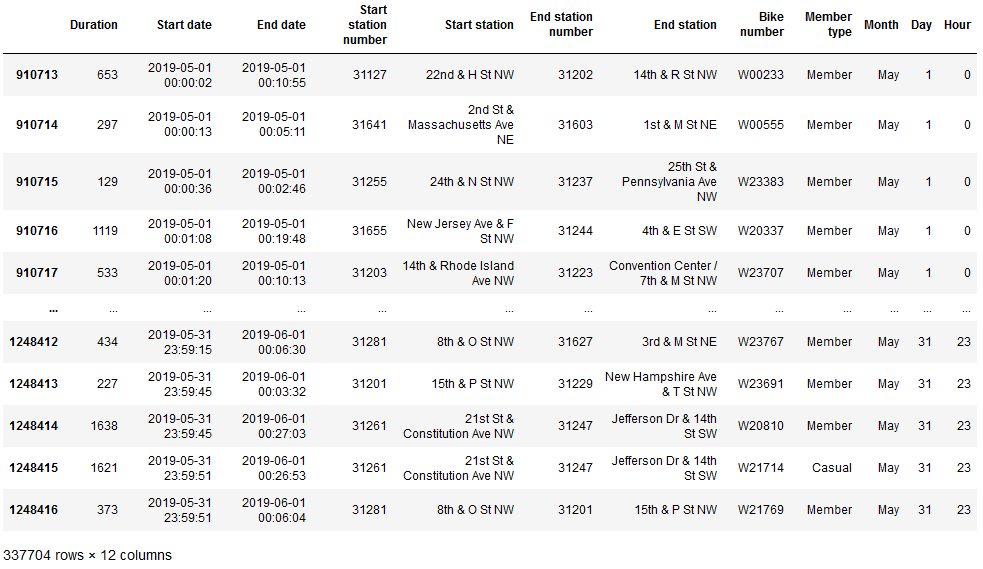 Duration Start date End date Start station number Start station End station number End station Bike number Member type Month Day Hour
910713 653 2019-05-01 00:00:02 2019-05-01 00:10:55 31127 22nd & H St NW 31202 14th & R St NW W00233 Member May 1 0
910714 297 2019-05-01 00:00:13 2019-05-01 00:05:11 31641 2nd St & Massachusetts Ave NE 31603 1st & M St NE W00555 Member May 1 0
910715 129 2019-05-01 00:00:36 2019-05-01 00:02:46 31255 24th & N St NW 31237 25th St & Pennsylvania Ave NW W23383 Member May 1 0
910716 1119 2019-05-01 00:01:08 2019-05-01 00:19:48 31655 New Jersey Ave & F St NW 31244 4th & E St SW W20337 Member May 1 0
910717 533 2019-05-01 00:01:20 2019-05-01 00:10:13 31203 14th & Rhode Island Ave NW 31223 Convention Center / 7th & M St NW W23707 Member May 1 0
... ... ... ... ... ... ... ... ... ... ... ... ...
1248412 434 2019-05-31 23:59:15 2019-06-01 00:06:30 31281 8th & O St NW 31627 3rd & M St NE W23767 Member May 31 23
1248413 227 2019-05-31 23:59:45 2019-06-01 00:03:32 31201 15th & P St NW 31229 New Hampshire Ave & T St NW W23691 Member May 31 23
1248414 1638 2019-05-31 23:59:45 2019-06-01 00:27:03 31261 21st St & Constitution Ave NW 31247 Jefferson Dr & 14th St SW W20810 Member May 31 23
1248415 1621 2019-05-31 23:59:51 2019-06-01 00:26:53 31261 21st St & Constitution Ave NW 31247 Jefferson Dr & 14th St SW W21714 Casual May 31 23
1248416 373 2019-05-31 23:59:51 2019-06-01 00:06:04 31281 8th & O St NW 31201 15th & P St NW W21769 Member May 31 23
337704 rows × 12 columns